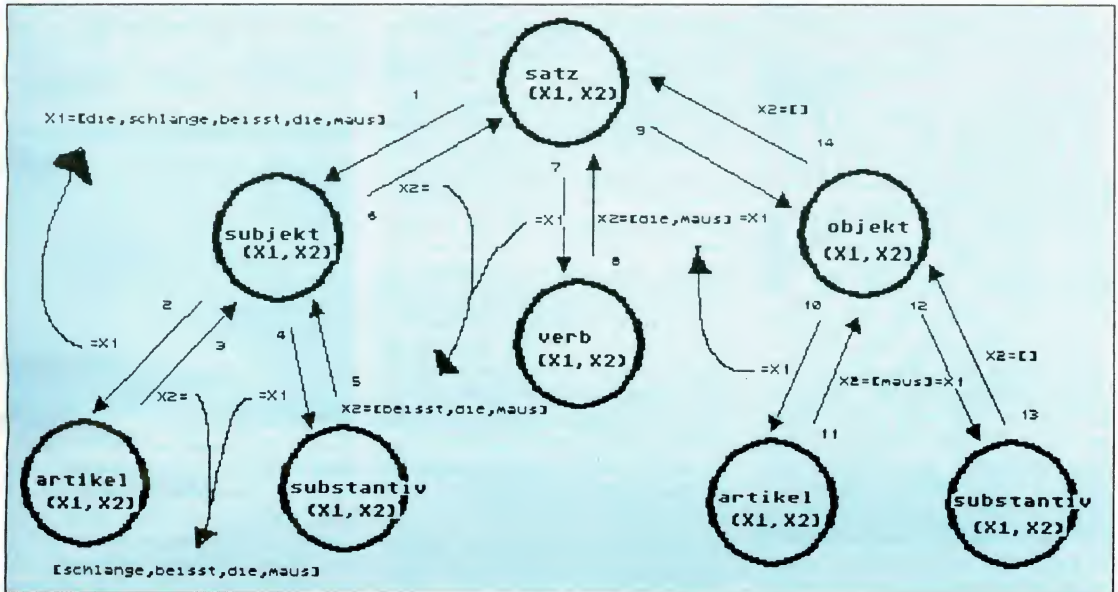 satz
(X1,X2)
1
X1=[die,schlange,beisst,die,maus]
X2=[]
14
9
7
6
X2=
=X1
X2=[die,maus] =X1
8
subjekt
(X1,X2)
objekt
(X1,X2)
verb
(X1,X2)
2
=X1
3
4
5
X2=
=X1
X2=[beisst,die,maus]
10
12
=X1
X2=[maus]=X1
X2=[]
11
13
artikel
(X1,X2)
substantiv
(X1,X2)
artikel
(X1,X2)
substantiv
(X1,X2)
[schlange,beisst,die,maus]